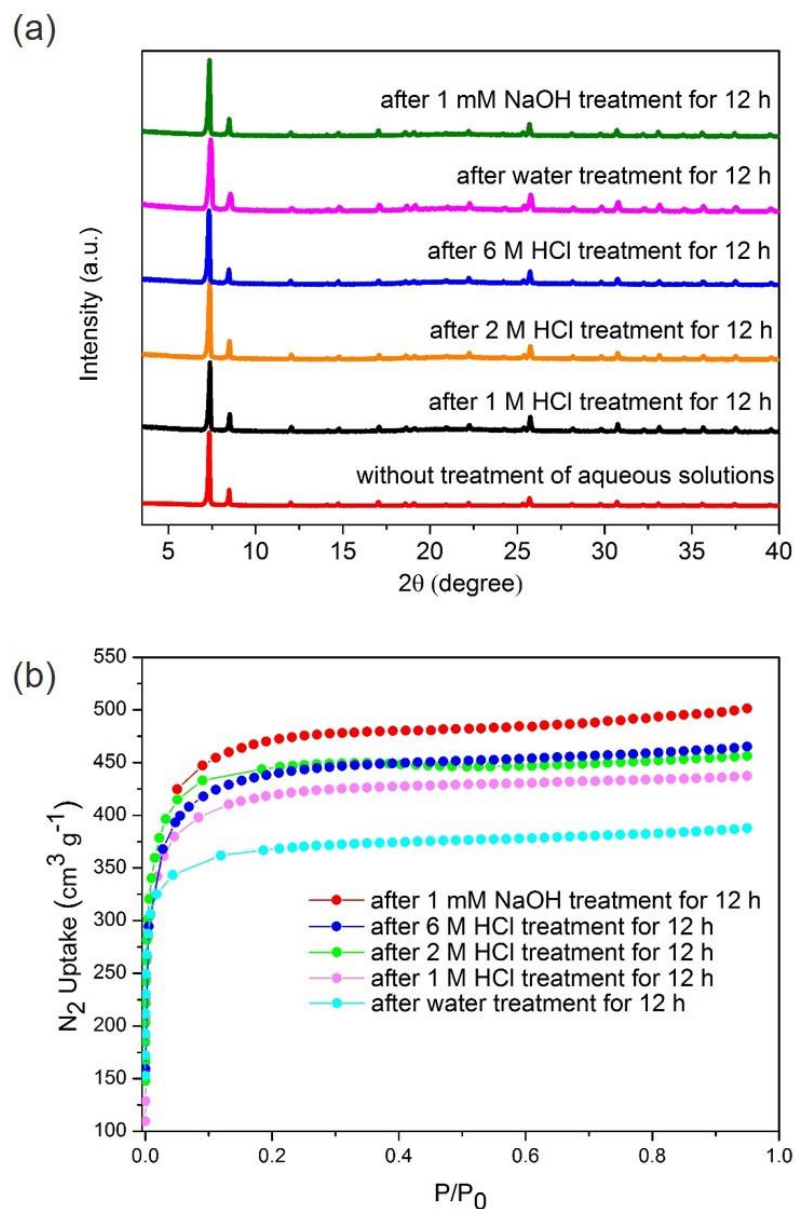 (a)
after 1 mM NaOH treatment for 12 h
after water treatment for 12 h
after 6 M HCl treatment for 12 h
after 2 M HCl treatment for 12 h
after 1 M HCl treatment for 12 h
without treatment of aqueous solutions
Intensity (a.u.)
5 10 15 20 25 30 35 40
2θ (degree)
(b)
550
500
450
400
350
300
250
200
150
100
N2 Uptake (cm³ g⁻¹)
after 1 mM NaOH treatment for 12 h
after 6 M HCl treatment for 12 h
after 2 M HCl treatment for 12 h
after 1 M HCl treatment for 12 h
after water treatment for 12 h
0.0 0.2 0.4 0.6 0.8 1.0
P/P0